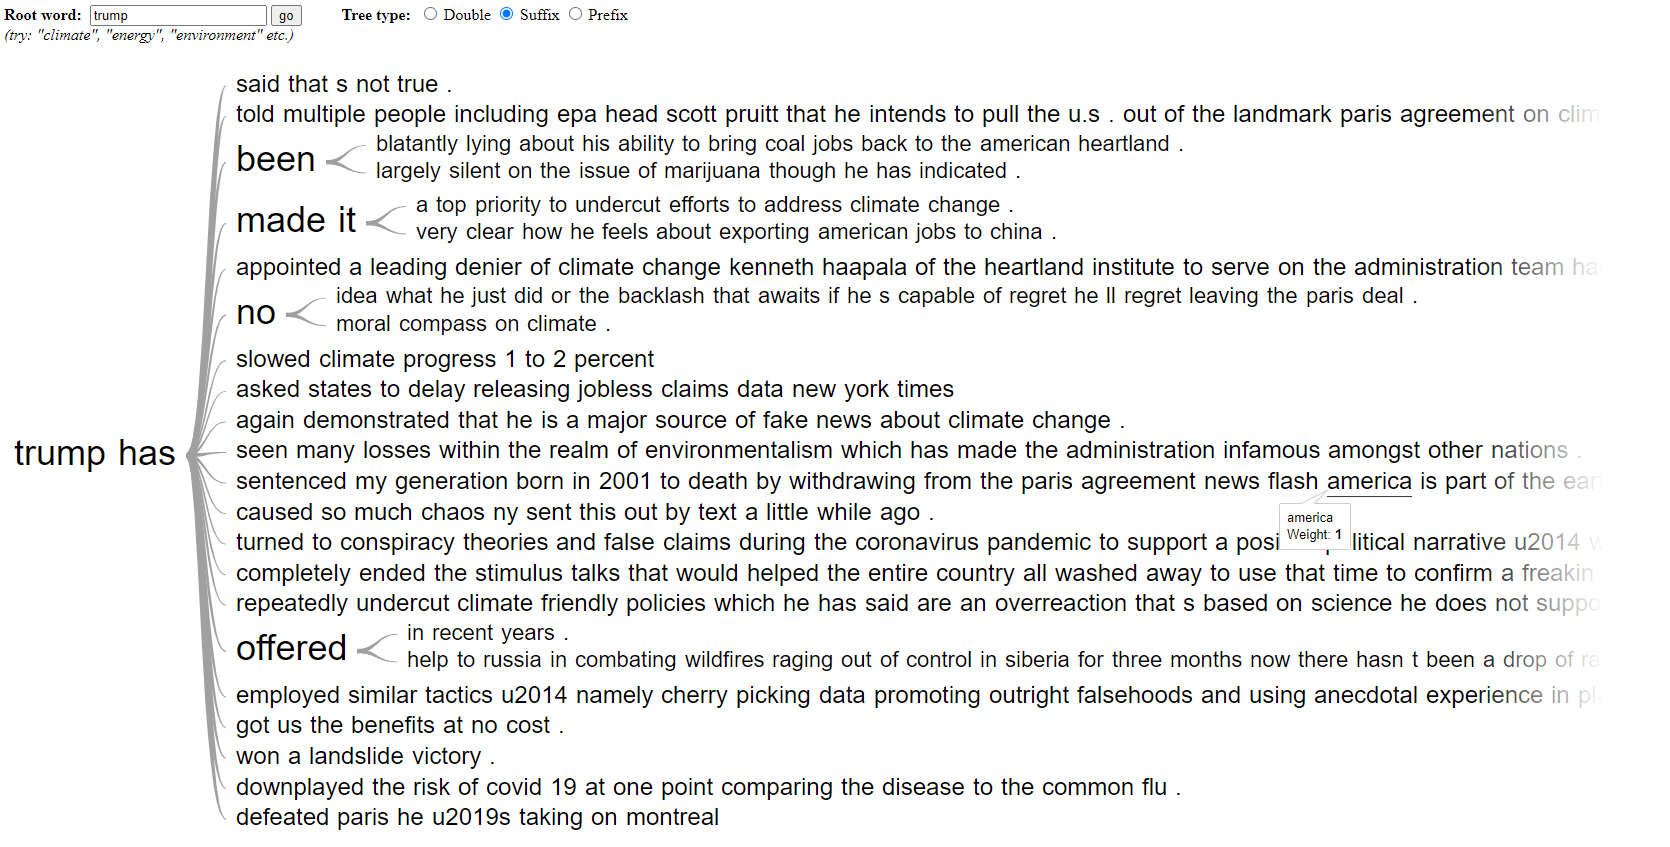 Root word: trump go Tree type: Double Suffix Prefix
(try: "climate", "energy", "environment" etc.)
trump has
said that s not true .
told multiple people including epa head scott pruitt that he intends to pull the u.s . out of the landmark paris agreement on clim
been
blatantly lying about his ability to bring coal jobs back to the american heartland .
largely silent on the issue of marijuana though he has indicated .
made it
a top priority to undercut efforts to address climate change .
very clear how he feels about exporting american jobs to china .
appointed a leading denier of climate change kenneth haapala of the heartland institute to serve on the administration team ha
no
idea what he just did or the backlash that awaits if he s capable of regret he ll regret leaving the paris deal .
moral compass on climate .
slowed climate progress 1 to 2 percent
asked states to delay releasing jobless claims data new york times
again demonstrated that he is a major source of fake news about climate change .
seen many losses within the realm of environmentalism which has made the administration infamous amongst other nations .
sentenced my generation born in 2001 to death by withdrawing from the paris agreement news flash america is part of the ear
america
Weight: 1
caused so much chaos ny sent this out by text a little while ago .
turned to conspiracy theories and false claims during the coronavirus pandemic to support a posi litical narrative u2014 w
completely ended the stimulus talks that would helped the entire country all washed away to use that time to confirm a freakin
repeatedly undercut climate friendly policies which he has said are an overreaction that s based on science he does not suppo
offered
in recent years .
help to russia in combating wildfires raging out of control in siberia for three months now there hasn t been a drop of ra
employed similar tactics u2014 namely cherry picking data promoting outright falsehoods and using anecdotal experience in pl
got us the benefits at no cost .
won a landslide victory .
downplayed the risk of covid 19 at one point comparing the disease to the common flu .
defeated paris he u2019s taking on montreal